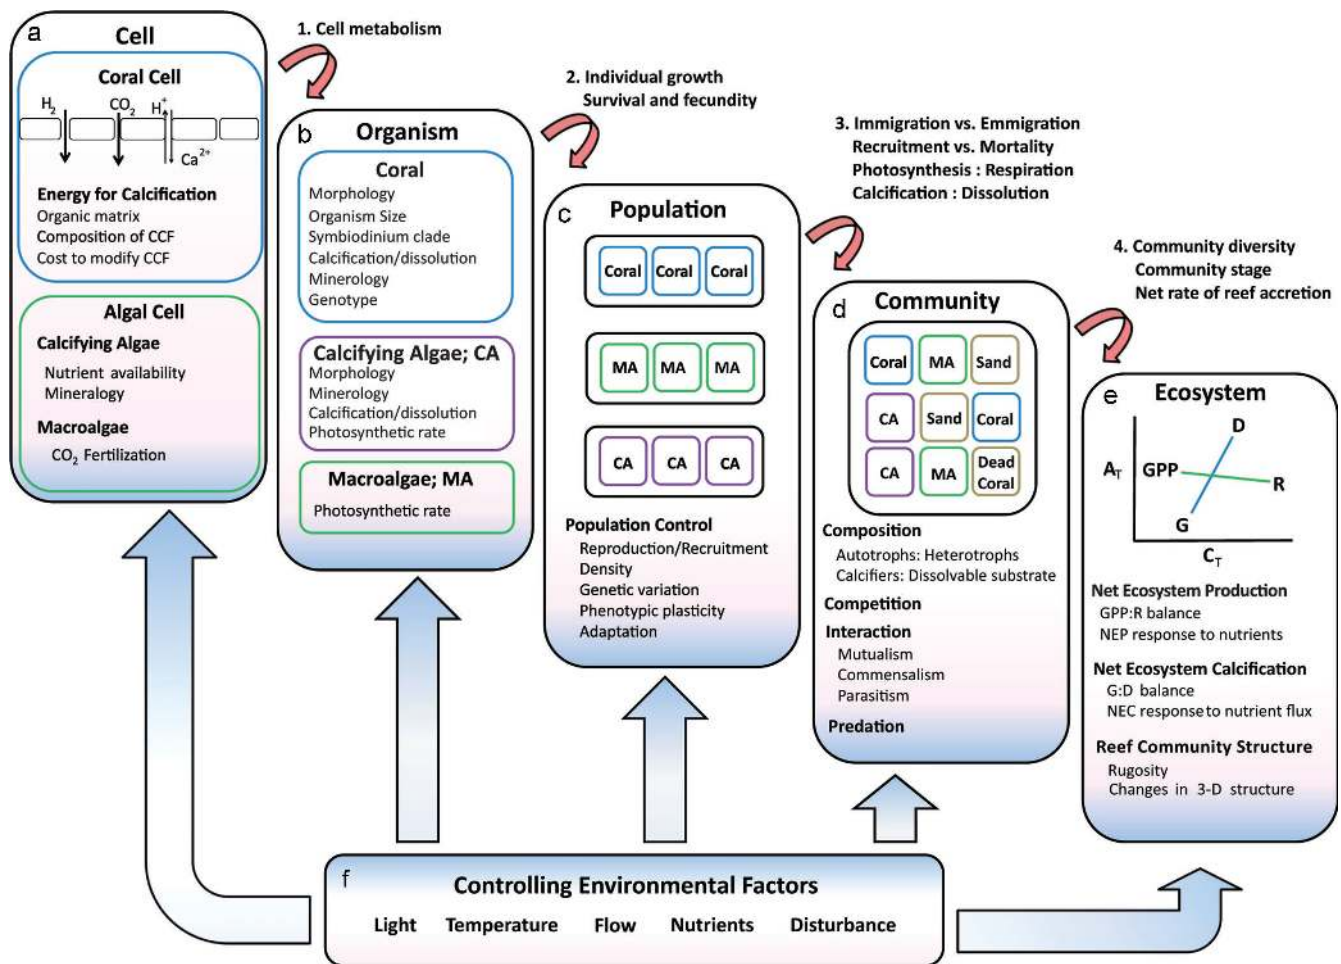 a
Cell
Coral Cell
H2
CO2
H+
Ca2+
Energy for Calcification
Organic matrix
Composition of CCF
Cost to modify CCF
Algal Cell
Calcifying Algae
Nutrient availability
Mineralogy
Macroalgae
CO2 Fertilization
1. Cell metabolism
b
Organism
Coral
Morphology
Organism Size
Symbiodinium clade
Calcification/dissolution
Minerology
Genotype
Calcifying Algae; CA
Morphology
Minerology
Calcification/dissolution
Photosynthetic rate
Macroalgae; MA
Photosynthetic rate
2. Individual growth
Survival and fecundity
c
Population
Coral Coral Coral
MA MA MA
CA CA CA
Population Control
Reproduction/Recruitment
Density
Genetic variation
Phenotypic plasticity
Adaptation
3. Immigration vs. Emmigration
Recruitment vs. Mortality
Photosynthesis : Respiration
Calcification : Dissolution
d
Community
Coral MA Sand
CA Sand Coral
CA MA Dead
Coral
Composition
Autotrophs: Heterotrophs
Calcifiers: Dissolvable substrate
Competition
Interaction
Mutualism
Commensalism
Parasitism
Predation
4. Community diversity
Community stage
Net rate of reef accretion
e
Ecosystem
D
AT GPP
R
G
CT
Net Ecosystem Production
GPP:R balance
NEP response to nutrients
Net Ecosystem Calcification
G:D balance
NEC response to nutrient flux
Reef Community Structure
Rugosity
Changes in 3-D structure
f
Controlling Environmental Factors
Light Temperature Flow Nutrients Disturbance